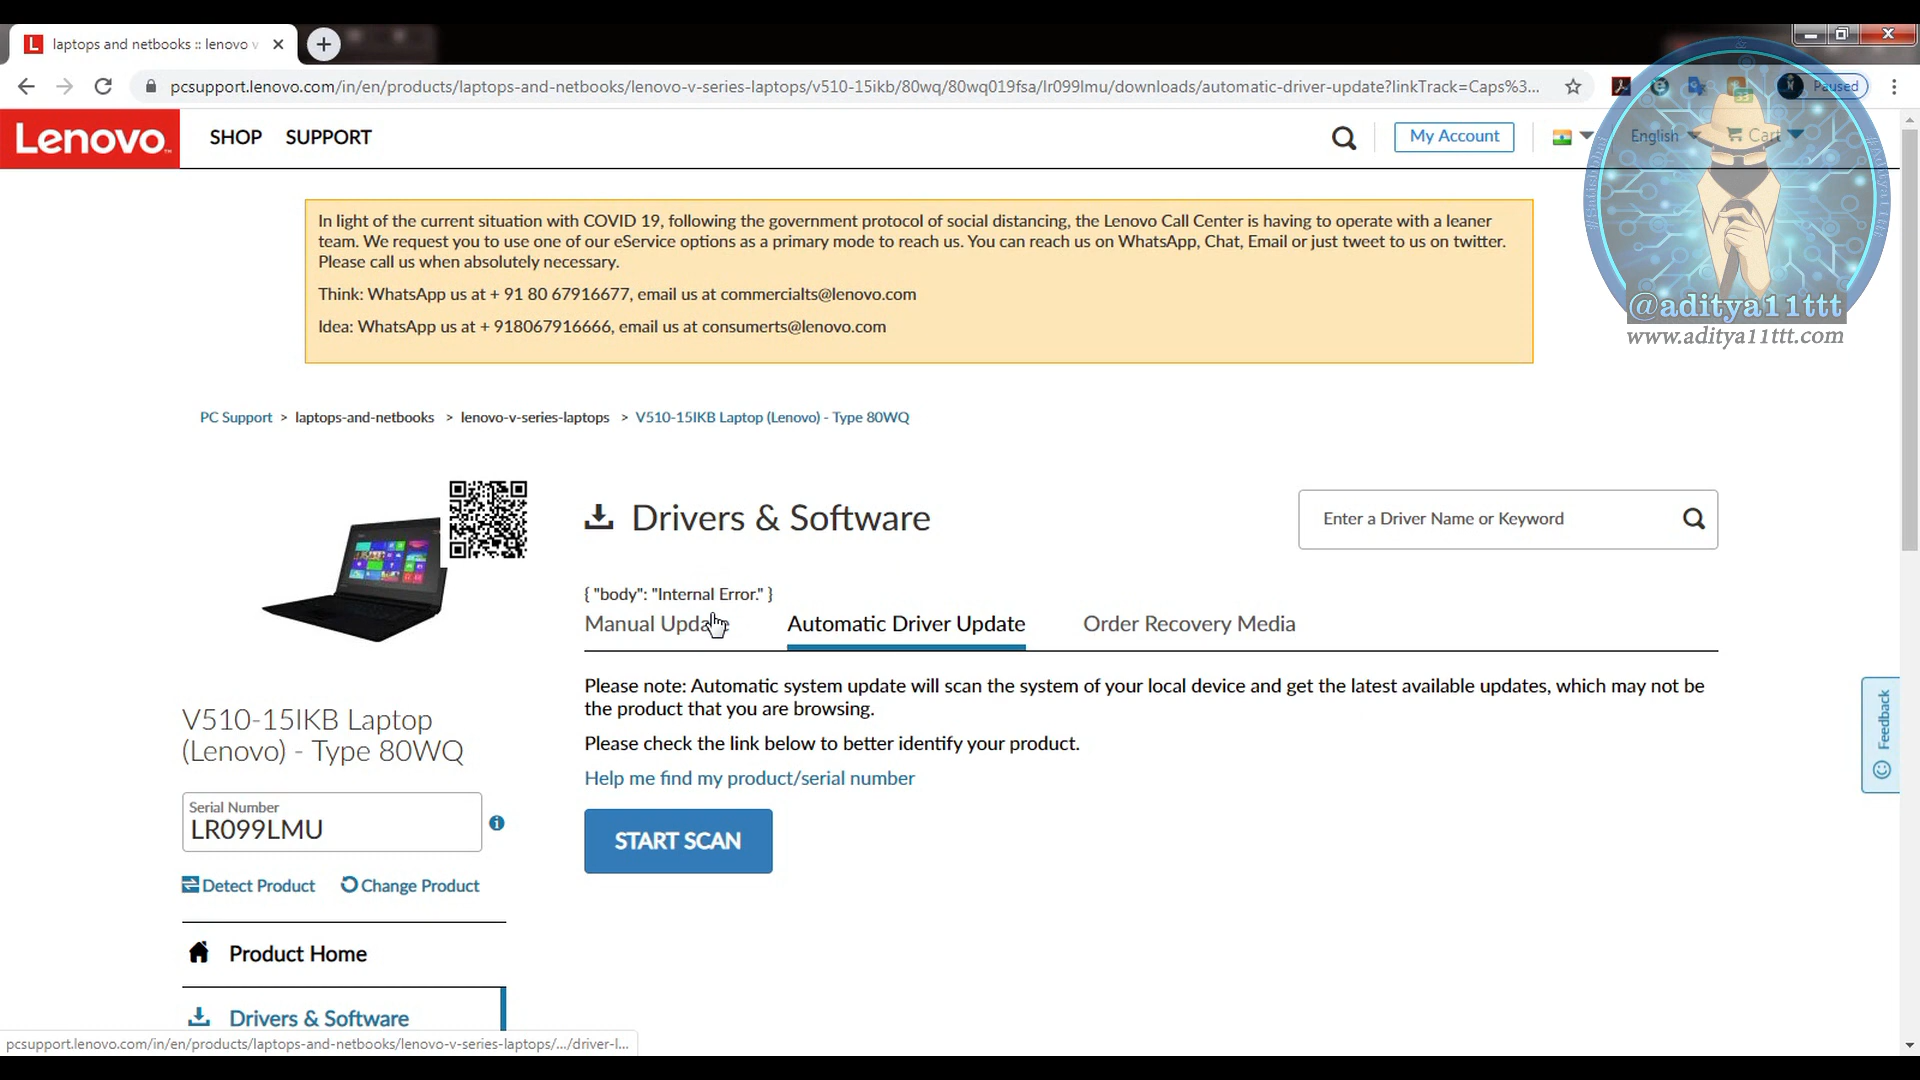 laptops and netbooks :: lenovo v
pcsupport.lenovo.com/in/en/products/laptops-and-netbooks/lenovo-v-series-laptops/v510-15ikb/80wq/80wq019fsa/lr099lmu/downloads/automatic-driver-update?linkTrack=Caps%3...
Paused
Lenovo
SHOP SUPPORT
My Account
English
Cart
In light of the current situation with COVID 19, following the government protocol of social distancing, the Lenovo Call Center is having to operate with a leaner
team. We request you to use one of our eService options as a primary mode to reach us. You can reach us on WhatsApp, Chat, Email or just tweet to us on twitter.
Please call us when absolutely necessary.
Think: WhatsApp us at + 91 80 67916677, email us at commercialts@lenovo.com
Idea: WhatsApp us at + 918067916666, email us at consumerts@lenovo.com
@aditya11ttt
www.aditya11ttt.com
PC Support > laptops-and-netbooks > lenovo-v-series-laptops > V510-15IKB Laptop (Lenovo) - Type 80WQ
Drivers & Software
Enter a Driver Name or Keyword
{ "body": "Internal Error." }
Manual Update Automatic Driver Update Order Recovery Media
Please note: Automatic system update will scan the system of your local device and get the latest available updates, which may not be
the product that you are browsing.
Please check the link below to better identify your product.
Help me find my product/serial number
START SCAN
Feedback
V510-15IKB Laptop
(Lenovo) - Type 80WQ
Serial Number
LR099LMU
Detect Product Change Product
Product Home
Drivers & Software
pcsupport.lenovo.com/in/en/products/laptops-and-netbooks/lenovo-v-series-laptops/.../driver-l...